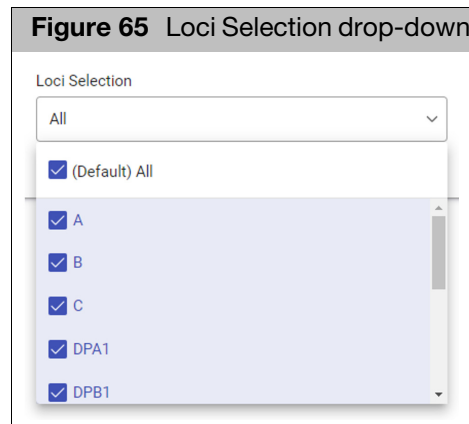 Figure 65 Loci Selection drop-down
Loci Selection
All
(Default) All
A
B
C
DPA1
DPB1